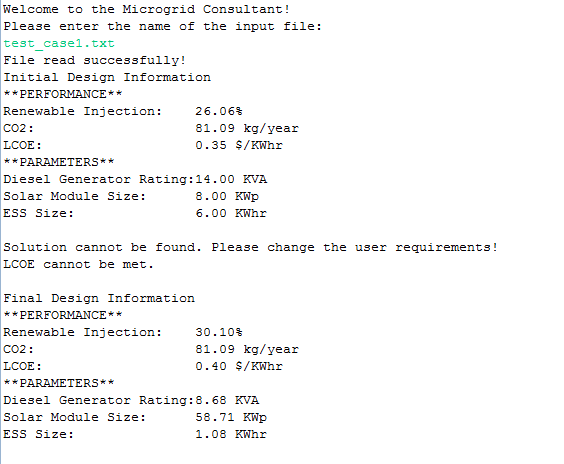 Welcome to the Microgrid Consultant!
Please enter the name of the input file:
test_case1.txt
File read successfully!
Initial Design Information
**PERFORMANCE**
Renewable Injection:    26.06%
CO2:                    81.09 kg/year
LCOE:                   0.35 $/KWhr
**PARAMETERS**
Diesel Generator Rating:14.00 KVA
Solar Module Size:      8.00 KWp
ESS Size:               6.00 KWhr

Solution cannot be found. Please change the user requirements!
LCOE cannot be met.

Final Design Information
**PERFORMANCE**
Renewable Injection:    30.10%
CO2:                    81.09 kg/year
LCOE:                   0.40 $/KWhr
**PARAMETERS**
Diesel Generator Rating:8.68 KVA
Solar Module Size:      58.71 KWp
ESS Size:               1.08 KWhr